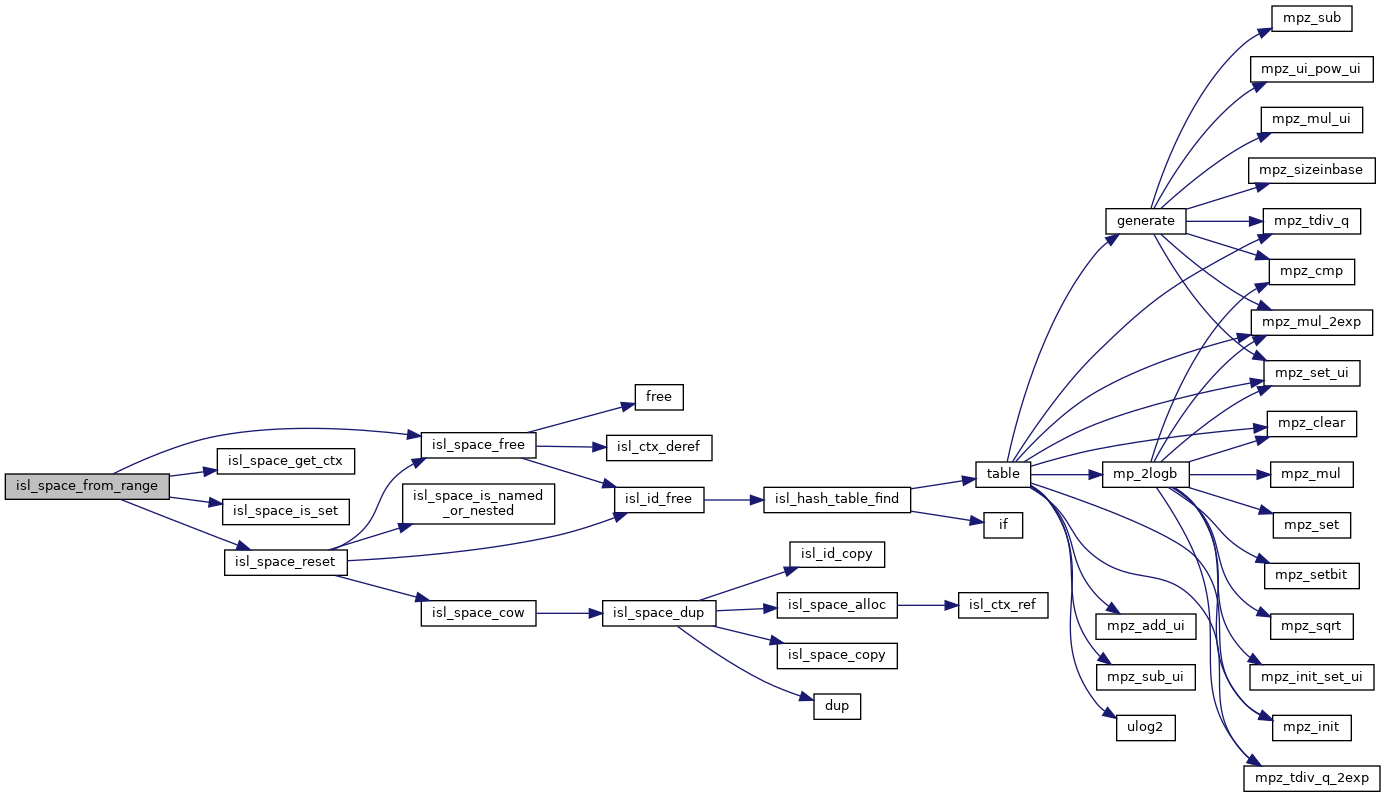 mpz_sub
mpz_ui_pow_ui
mpz_mul_ui
mpz_sizeinbase
generate
mpz_tdiv_q
mpz_cmp
mpz_mul_2exp
mpz_set_ui
free
mpz_clear
isl_space_free
isl_ctx_deref
isl_space_get_ctx
table
mp_2logb
mpz_mul
isl_space_from_range
isl_space_is_named
_or_nested
isl_id_free
isl_hash_table_find
isl_space_is_set
if
mpz_set
isl_space_reset
isl_id_copy
mpz_setbit
isl_space_cow
isl_space_dup
isl_space_alloc
isl_ctx_ref
mpz_add_ui
mpz_sqrt
isl_space_copy
mpz_sub_ui
mpz_init_set_ui
dup
ulog2
mpz_init
mpz_tdiv_q_2exp